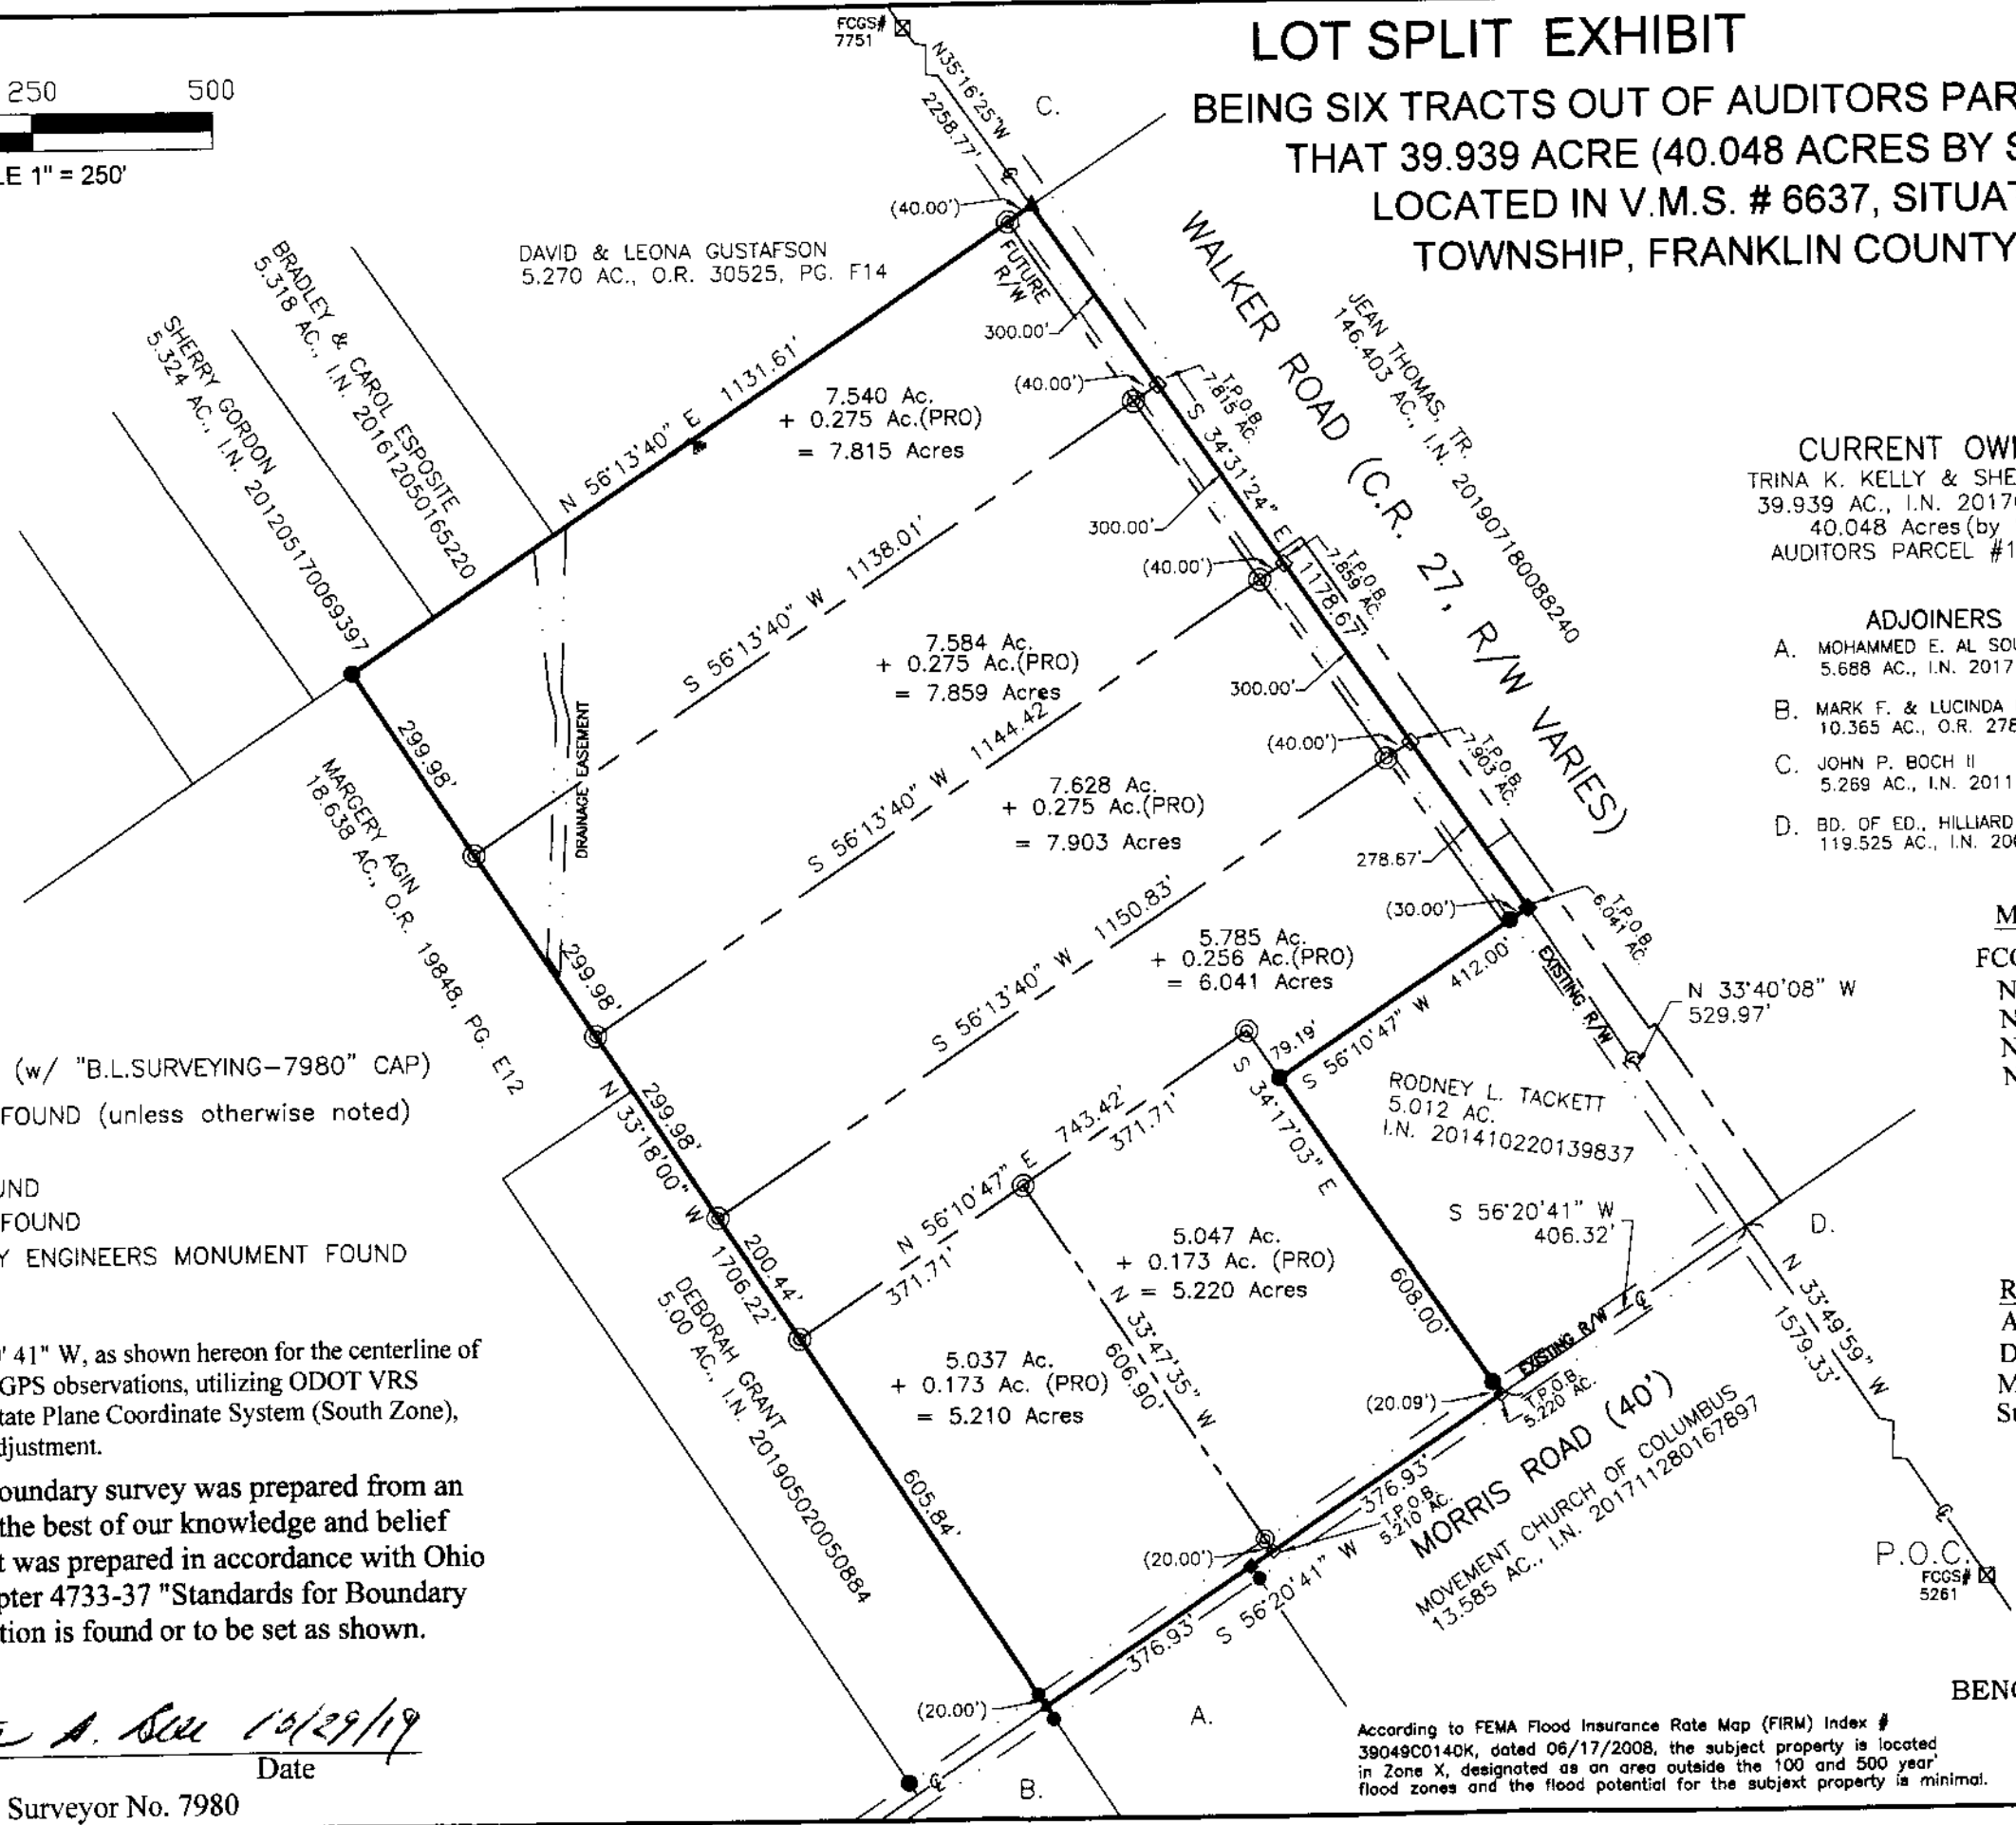 LOT SPLIT EXHIBIT
BEING SIX TRACTS OUT OF AUDITORS PAR
THAT 39.939 ACRE (40.048 ACRES BY S
LOCATED IN V.M.S. # 6637, SITUAT
TOWNSHIP, FRANKLIN COUNTY
250 500
LE 1" = 250'
FCGS#
7751
N35°16'25"W
2258.77'
C.
(40.00')
FUTURE
R/W
300.00'
DAVID & LEONA GUSTAFSON
5.270 AC., O.R. 30525, PG. F14
BRADLEY & CAROL ESPOSITE
5.318 AC., I.N. 201612050165220
SHERRY GORDON
5.324 AC., I.N. 201205170069397
WALKER ROAD (C.R. 27, R/W VARIES)
JEAN THOMAS, TR.
146.403 AC., I.N. 201907180088240
N 56°13'40" E 1131.61'
7.540 Ac.
+ 0.275 Ac.(PRO)
= 7.815 Acres
(40.00')
T.P.O.B.
7.815 AC.
S 34°31'24" E
1178.67'
300.00'
S 56°13'40" W 1138.01'
(40.00')
T.P.O.B.
7.859 AC.
7.584 Ac.
+ 0.275 Ac.(PRO)
= 7.859 Acres
300.00'
S 56°13'40" W 1144.42'
(40.00')
T.P.O.B.
7.903 AC.
7.628 Ac.
+ 0.275 Ac.(PRO)
= 7.903 Acres
278.67'
S 56°13'40" W 1150.83'
(30.00')
T.P.O.B.
6.041 AC.
5.785 Ac.
+ 0.256 Ac.(PRO)
= 6.041 Acres
DRAINAGE EASEMENT
299.98'
MARGERY AGIN
18.638 AC., O.R. 19848, PG. E12
299.98'
299.98'
N 33°18'00" W
1706.22'
200.44'
605.84'
DEBORAH GRANT
5.00 AC., I.N. 201905020050884
412.00'
S 56°10'47" W
79.19'
S 34°17'03" E
608.00'
EXISTING R/W
N 33°40'08" W
529.97'
RODNEY L. TACKETT
5.012 AC.
I.N. 201410220139837
N 56°10'47" E 743.42'
371.71'
371.71'
S 56°20'41" W
406.32'
D.
5.047 Ac.
+ 0.173 Ac. (PRO)
= 5.220 Acres
N 33°47'35" W
606.90'
5.037 Ac.
+ 0.173 Ac. (PRO)
= 5.210 Acres
EXISTING R/W
(20.09')
T.P.O.B.
5.220 AC.
N 33°49'59" W
1579.33'
MORRIS ROAD (40')
MOVEMENT CHURCH OF COLUMBUS
13.585 AC., I.N. 201711280167897
376.93'
T.P.O.B.
5.210 AC.
(20.00')
S 56°20'41" W
376.93'
(20.00')
A.
B.
P.O.C.
FCGS#
5261
CURRENT OWN
TRINA K. KELLY & SHE
39.939 AC., I.N. 2017
40.048 Acres (by
AUDITORS PARCEL #1
ADJOINERS
A. MOHAMMED E. AL SOU
5.688 AC., I.N. 2017
B. MARK F. & LUCINDA
10.365 AC., O.R. 278
C. JOHN P. BOCH II
5.269 AC., I.N. 2011
D. BD. OF ED., HILLIARD
119.525 AC., I.N. 200
M
FCG
N
N
N
N
R
A
D
M
Su
BENC
(w/ "B.L.SURVEYING-7980" CAP)
FOUND (unless otherwise noted)
UND
FOUND
Y ENGINEERS MONUMENT FOUND
' 41" W, as shown hereon for the centerline of
GPS observations, utilizing ODOT VRS
tate Plane Coordinate System (South Zone),
djustment.
oundary survey was prepared from an
the best of our knowledge and belief
t was prepared in accordance with Ohio
pter 4733-37 "Standards for Boundary
tion is found or to be set as shown.
10/29/19
Date
Surveyor No. 7980
According to FEMA Flood Insurance Rate Map (FIRM) Index #
39049C0140K, dated 06/17/2008, the subject property is located
in Zone X, designated as an area outside the 100 and 500 year
flood zones and the flood potential for the subjext property is minimal.